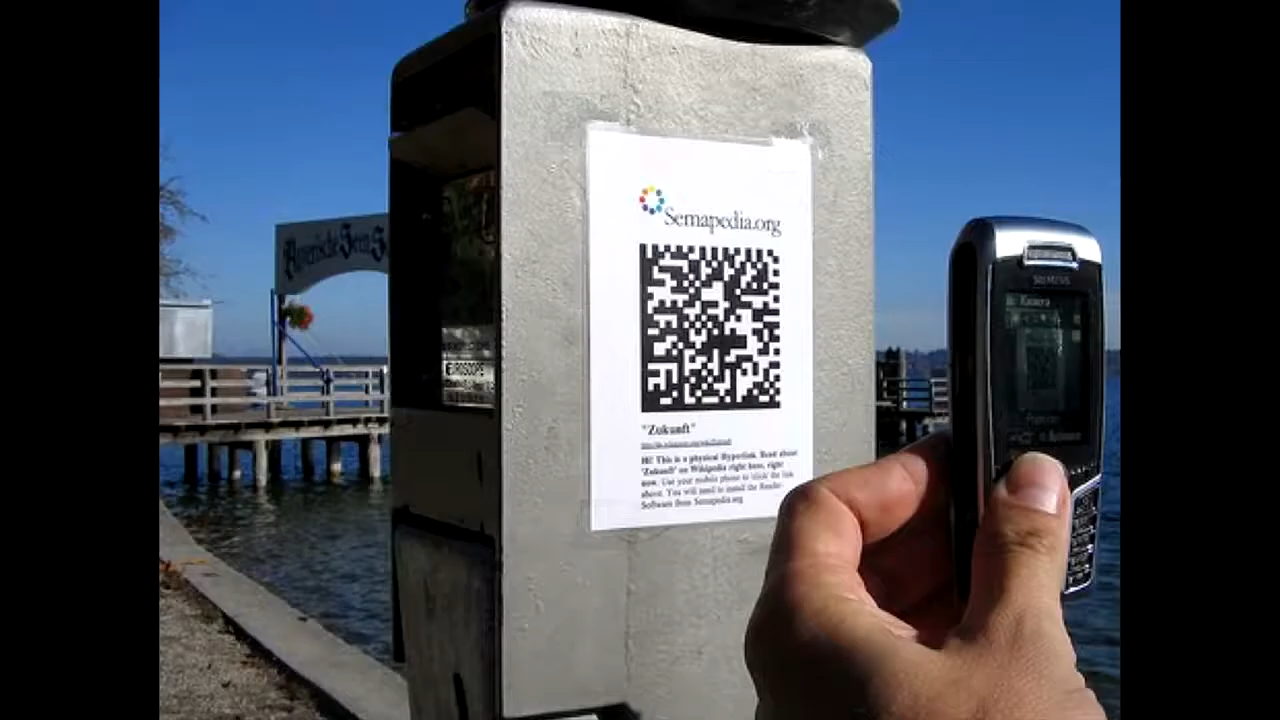 Semapedia.org
"Zukunft"
Hi! This is a physical Hyperlink. Read about
'Zukunft' on Wikipedia right here, right
now. Use your mobile phone to 'click' the link
above. You will need to install the Reader-
Software from Semapedia.org
SIEMENS
Kamera